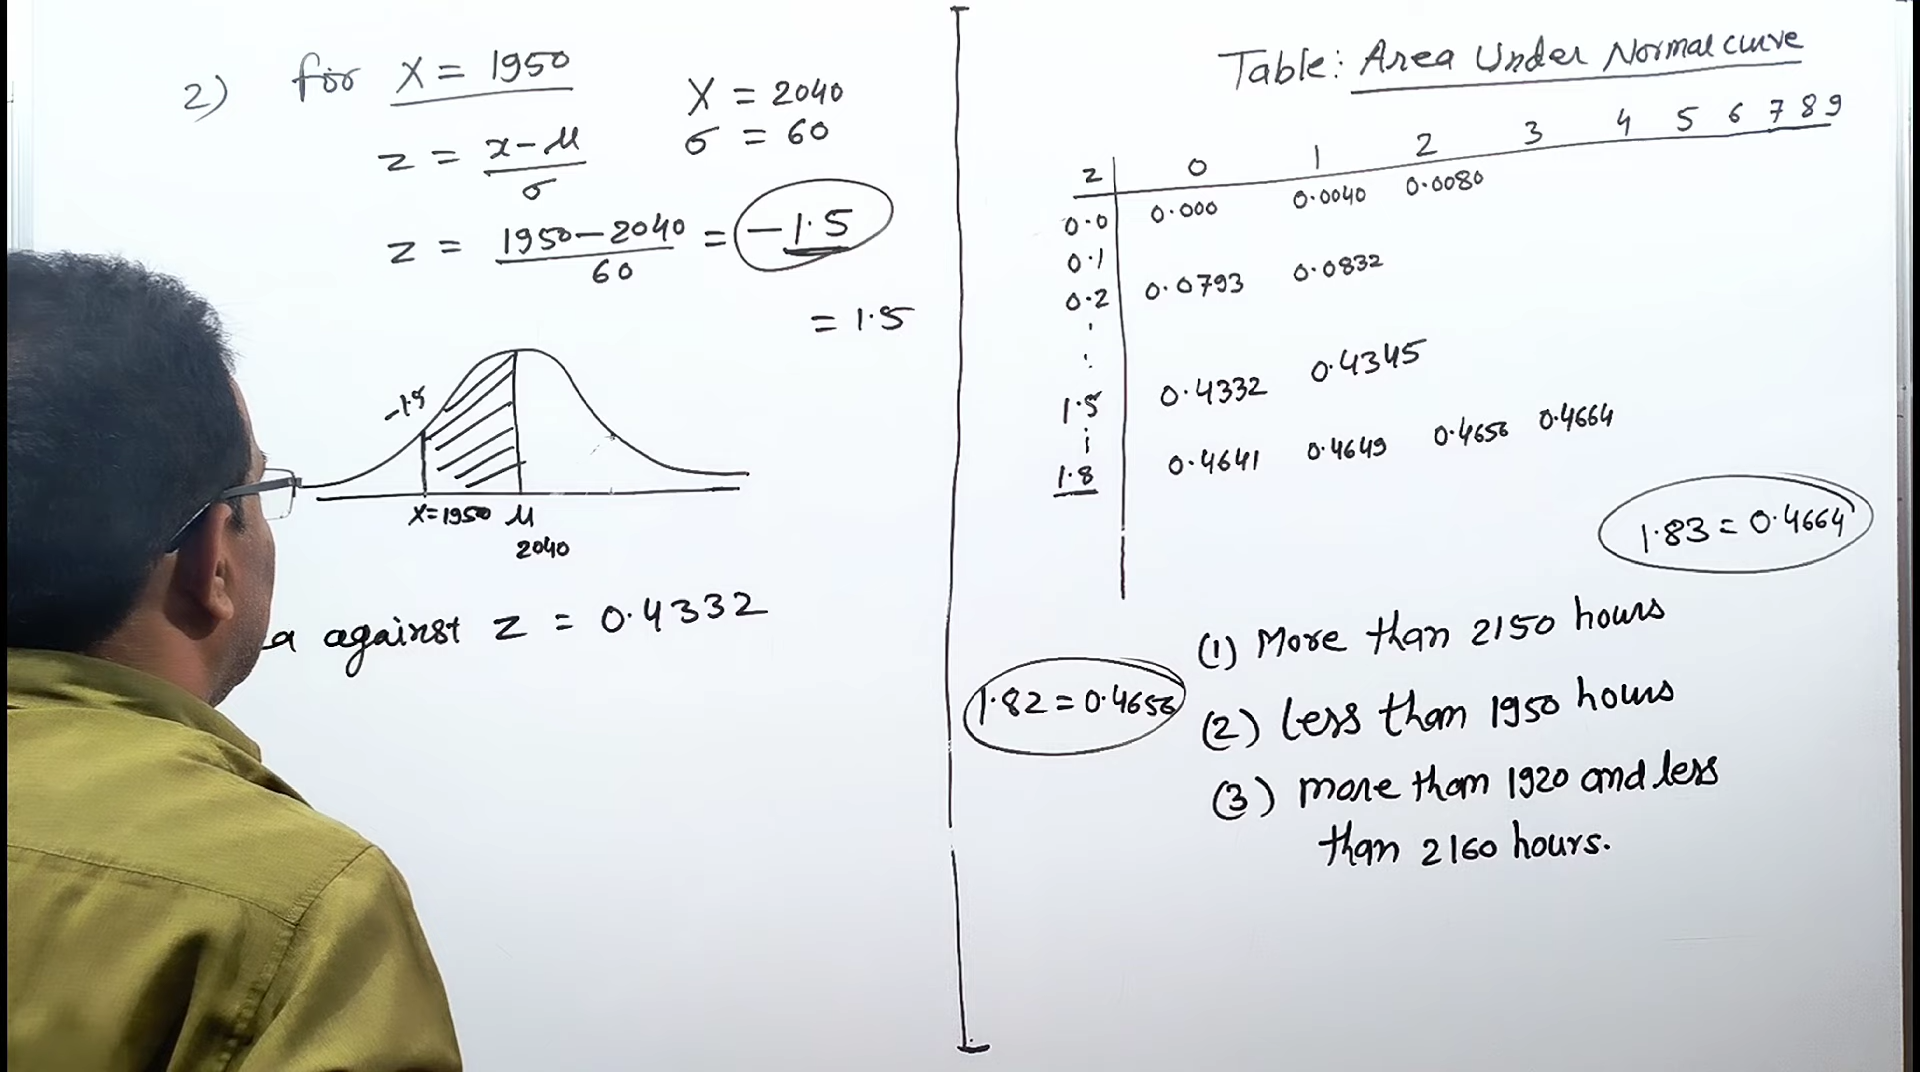 2) for X = 1950
X = 2040
σ = 60
z = x-μ / σ
z = 1950-2040 / 60 = -1.5
= 1.5
-1.5
X=1950 μ
2040
a against z = 0.4332
Table: Area Under Normal curve
z 0 1 2 3 4 5 6 7 8 9
0.0 0.000 0.0040 0.0080
0.1
0.2 0.0793 0.0832
1.5 0.4332 0.4345
1.8 0.4641 0.4649 0.4656 0.4664
1.83 = 0.4664
1.82 = 0.4656
(1) More than 2150 hours
(2) less than 1950 hours
(3) more than 1920 and less
than 2160 hours.